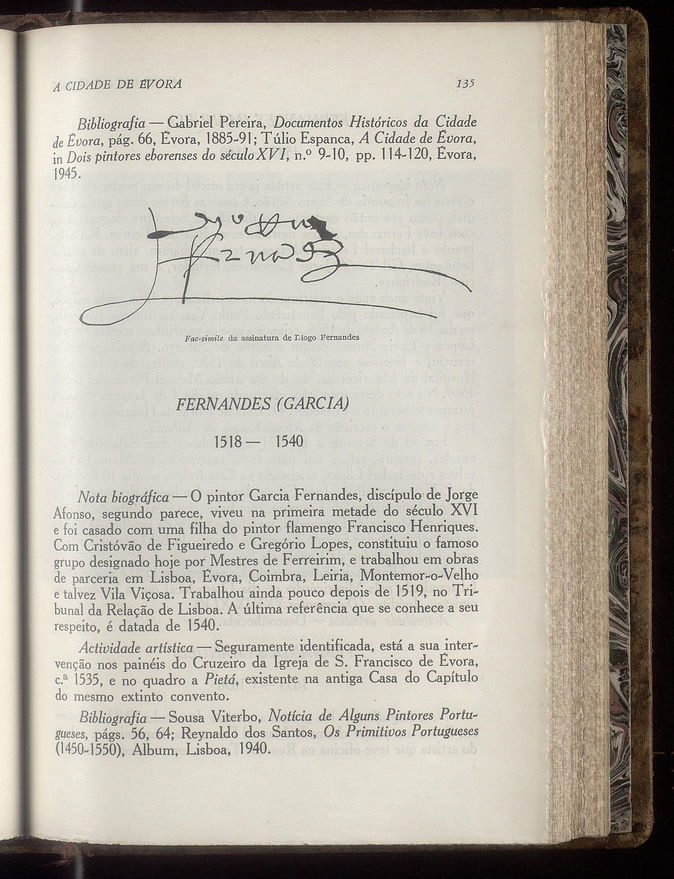 A CIDADE DE ÉVORA 135
Bibliografia — Gabriel Pereira, Documentos Históricos da Cidade
de Évora, pág. 66, Évora, 1885-91; Túlio Espanca, A Cidade de Évora,
in Dois pintores eborenses do século XVI, n.º 9-10, pp. 114-120, Évora,
1945.
Fac-simile da assinatura de Diogo Fernandes
FERNANDES (GARCIA)
1518 — 1540
Nota biográfica — O pintor Garcia Fernandes, discípulo de Jorge
Afonso, segundo parece, viveu na primeira metade do século XVI
e foi casado com uma filha do pintor flamengo Francisco Henriques.
Com Cristóvão de Figueiredo e Gregório Lopes, constituiu o famoso
grupo designado hoje por Mestres de Ferreirim, e trabalhou em obras
de parceria em Lisboa, Évora, Coimbra, Leiria, Montemor-o-Velho
e talvez Vila Viçosa. Trabalhou ainda pouco depois de 1519, no Tri-
bunal da Relação de Lisboa. A última referência que se conhece a seu
respeito, é datada de 1540.
Actividade artística — Seguramente identificada, está a sua inter-
venção nos painéis do Cruzeiro da Igreja de S. Francisco de Évora,
c.ª 1535, e no quadro a Pietá, existente na antiga Casa do Capítulo
do mesmo extinto convento.
Bibliografia — Sousa Viterbo, Notícia de Alguns Pintores Portu-
gueses, págs. 56, 64; Reynaldo dos Santos, Os Primitivos Portugueses
(1450-1550), Album, Lisboa, 1940.